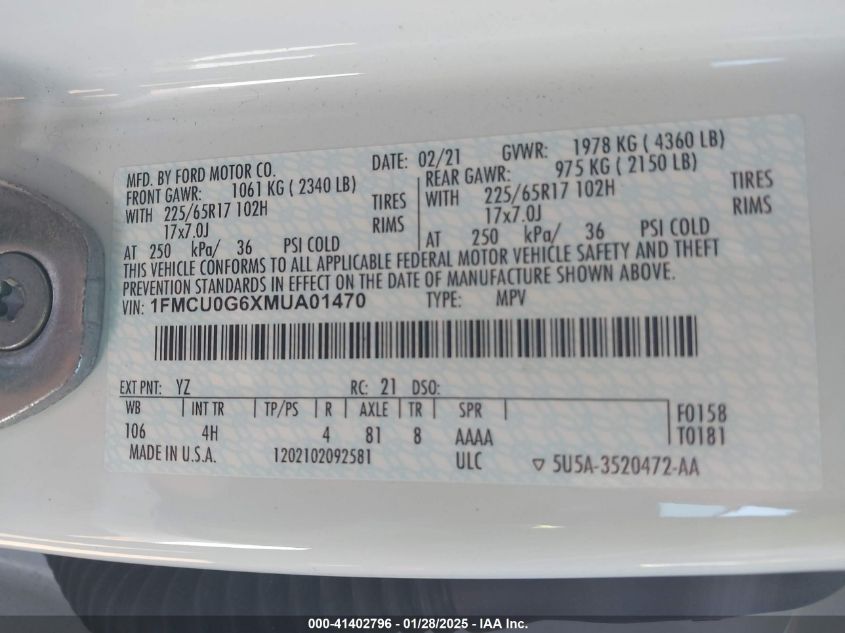 MFD. BY FORD MOTOR CO. DATE: 02/21 GVWR: 1978 KG ( 4360 LB)
FRONT GAWR: 1061 KG ( 2340 LB) REAR GAWR: 975 KG ( 2150 LB)
WITH 225/65R17 102H TIRES WITH 225/65R17 102H TIRES
17x7.0J RIMS 17x7.0J RIMS
AT 250 kPa/ 36 PSI COLD AT 250 kPa/ 36 PSI COLD
THIS VEHICLE CONFORMS TO ALL APPLICABLE FEDERAL MOTOR VEHICLE SAFETY AND THEFT
PREVENTION STANDARDS IN EFFECT ON THE DATE OF MANUFACTURE SHOWN ABOVE.
VIN: 1FMCU0G6XMUA01470 TYPE: MPV
EXT PNT: YZ RC: 21 DSO:
WB INT TR TP/PS R AXLE TR SPR F0158
106 4H 4 81 8 AAAA T0181
MADE IN U.S.A. 1202102092581 ULC ▽ 5U5A-3520472-AA
000-41402796 - 01/28/2025 - IAA Inc.